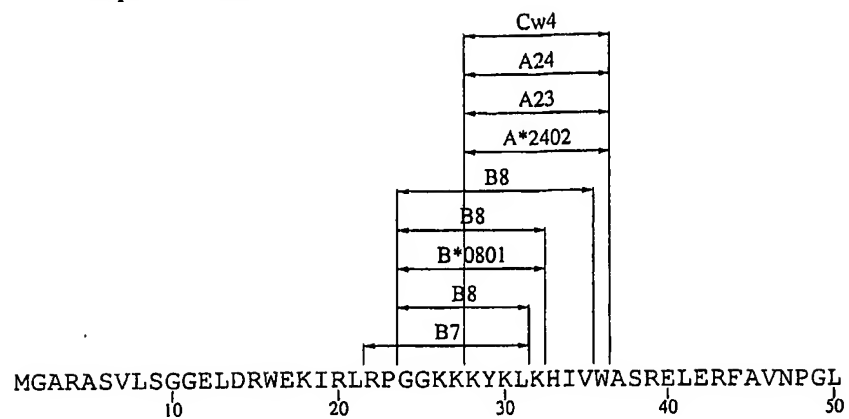 Cw4
A24
A23
A*2402
B8
B8
B*0801
B8
B7
MGARASVLSGGELDRWEKIRLRPGGKKKYKLKHIVWASRELERFAVNPGL
10 20 30 40 50